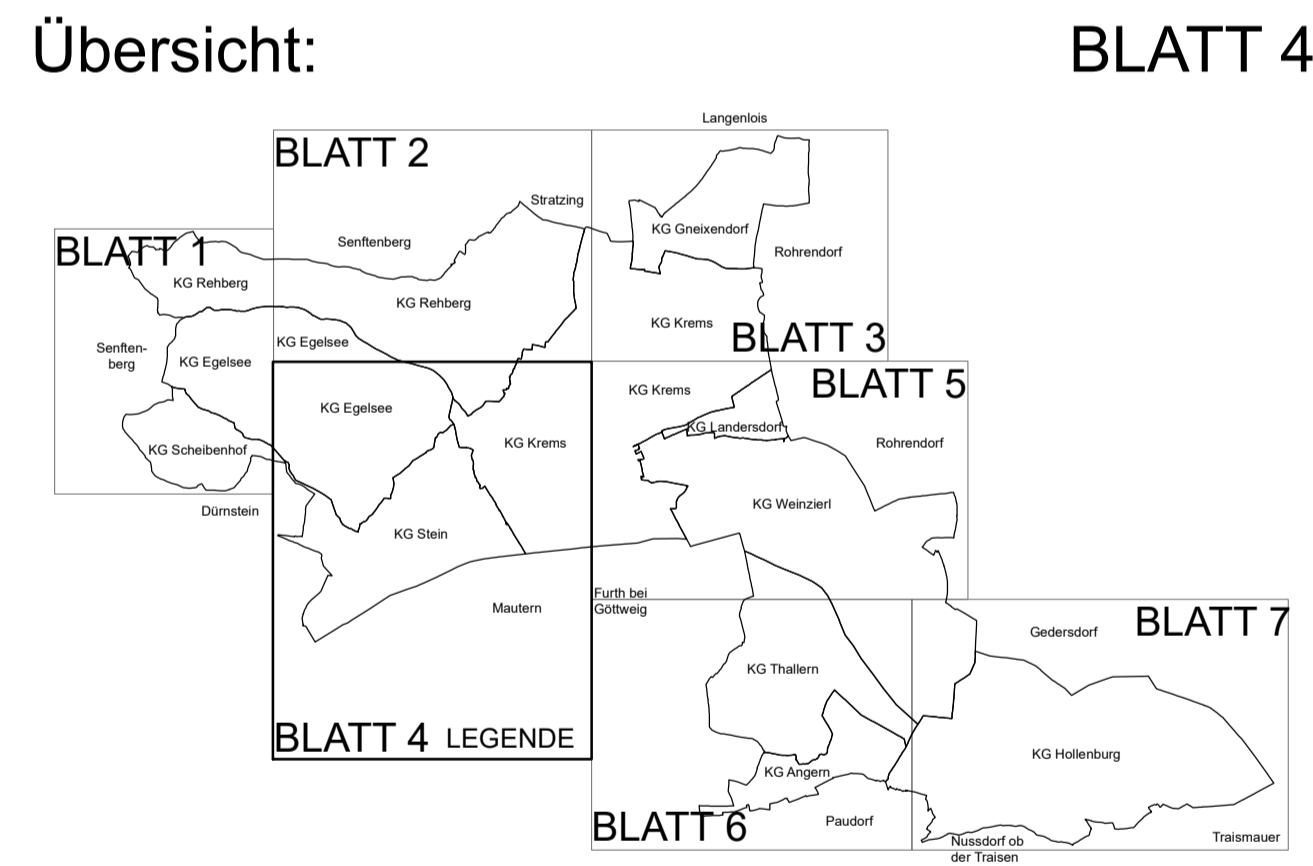 Übersicht:
BLATT 4
Langenlois
BLATT 2
Stratzing
KG Gneixendorf
Senftenberg
BLATT 1
Rohrendorf
KG Rehberg
KG Rehberg
KG Krems
BLATT 3
KG Egelsee
Senften-
berg
KG Egelsee
KG Krems
BLATT 5
KG Egelsee
KG Landersdorf
KG Krems
Rohrendorf
KG Scheibenhof
KG Weinzierl
Dürnstein
KG Stein
Mautern
Furth bei
Göttweig
BLATT 7
Gedersdorf
KG Thallern
BLATT 4 LEGENDE
KG Hollenburg
KG Angern
BLATT 6
Paudorf
Nussdorf ob
der Traisen
Traismauer